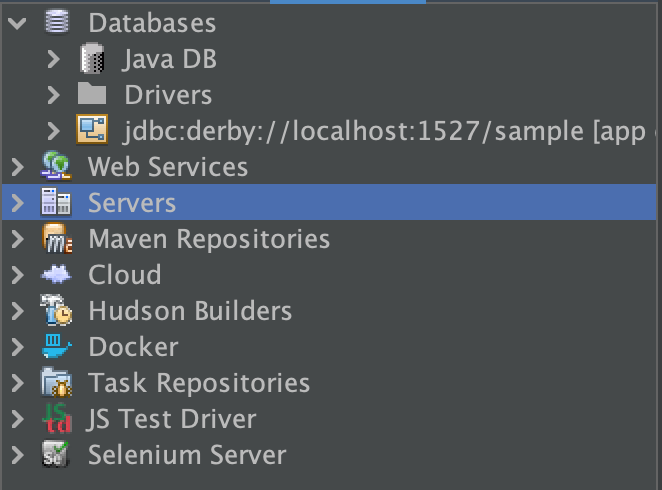 Databases
Java DB
Drivers
jdbc:derby://localhost:1527/sample [app
Web Services
Servers
Maven Repositories
Cloud
Hudson Builders
Docker
Task Repositories
JS Test Driver
Selenium Server